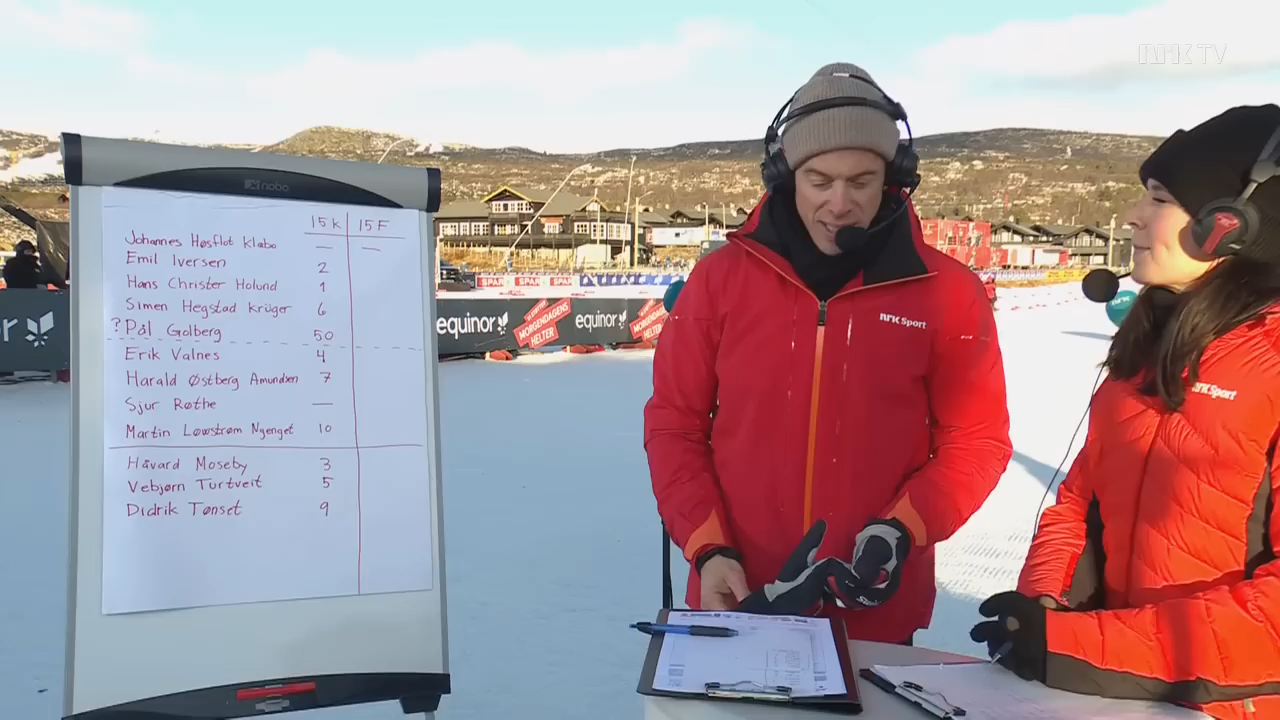 NRK TV
nobo
15 k 15 F
Johannes Høsflot Klabo — —
Emil Iversen 2
Hans Christer Holund 1
Simen Hegstad Krüger 6
? Pål Golberg 50
Erik Valnes 4
Harald Østberg Amundsen 7
Sjur Røthe —
Martin Løwstrøm Nyenget 10
Håvard Moseby 3
Vebjørn Turtveit 5
Didrik Tønset 9
equinor
MORGENDAGENS
HELTER
equinor
MORGENDAGENS
HELTER
NRK Sport
NRK Sport
SPAR